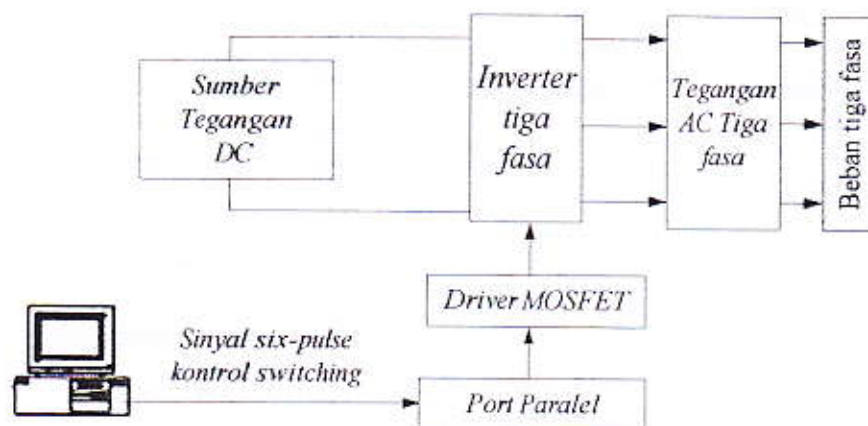 Sumber
Tegangan
DC
Inverter
tiga
fasa
Tegangan
AC Tiga
fasa
Beban tiga fasa
Driver MOSFET
Sinyal six-pulse
kontrol switching
Port Paralel